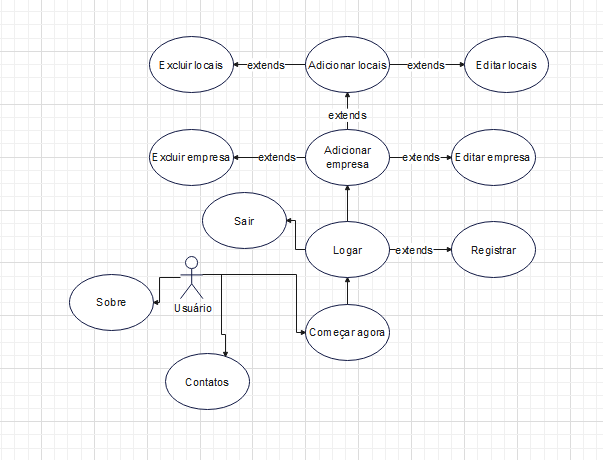 Excluir locais
extends
Adicionar locais
extends
Editar locais
extends
Excluir empresa
extends
Adicionar
empresa
extends
Editar empresa
Sair
Logar
extends
Registrar
Sobre
Usuário
Começar agora
Contatos